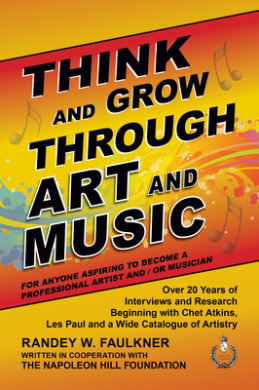 THINK
AND GROW
THROUGH
ART AND
MUSIC
FOR ANYONE ASPIRING TO BECOME A
PROFESSIONAL ARTIST AND / OR MUSICIAN
Over 20 Years of
Interviews and Research
Beginning with Chet Atkins,
Les Paul and a Wide Catalogue of Artistry
RANDEY W. FAULKNER
WRITTEN IN COOPERATION WITH
THE NAPOLEON HILL FOUNDATION